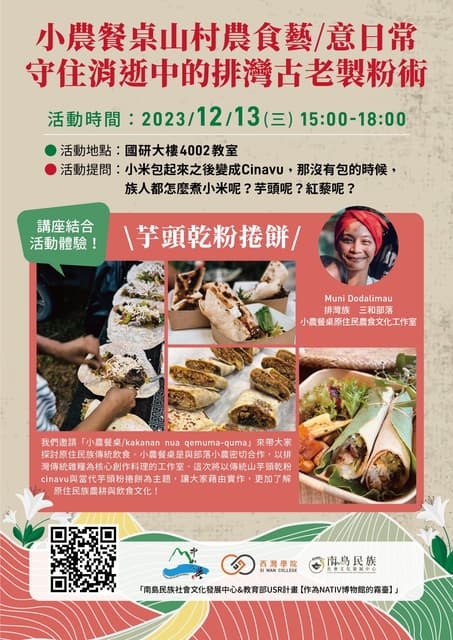 小農餐桌山村農食藝/意日常
守住消逝中的排灣古老製粉術
活動時間：2023/12/13(三) 15:00-18:00
活動地點：國研大樓4002教室
活動提問：小米包起來之後變成Cinavu，那沒有包的時候，
族人都怎麼煮小米呢？芋頭呢？紅藜呢？
講座結合
活動體驗！
\芋頭乾粉捲餅/
Muni Dodalimau
排灣族 三和部落
小農餐桌原住民農食文化工作室
我們邀請「小農餐桌/kakanan nua qemuma-quma」來帶大家
探討原住民族傳統飲食。小農餐桌是與部落小農密切合作，以排
灣傳統雜糧為核心創作料理的工作室。這次將以傳統山芋頭乾粉
cinavu與當代芋頭粉捲餅為主題，讓大家藉由實作，更加了解
原住民族農耕與飲食文化！
西灣學院
SI WAN COLLEGE
南島民族
社會文化發展中心
「南島民族社會文化發展中心&教育部USR計畫【作為NATIV博物館的霧臺】」